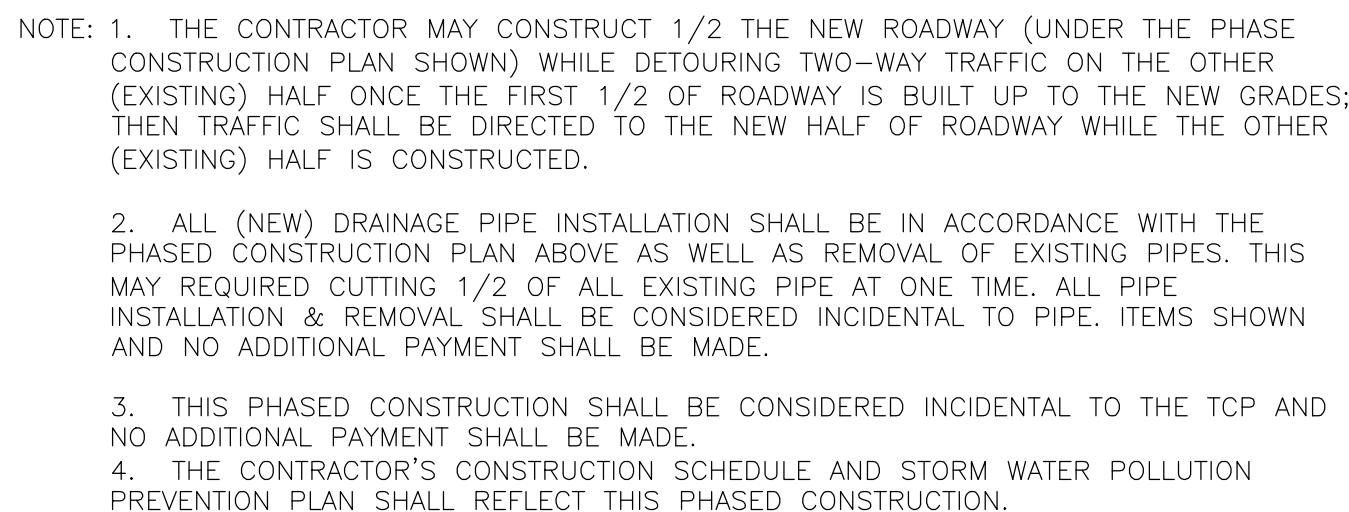 NOTE: 1. THE CONTRACTOR MAY CONSTRUCT 1/2 THE NEW ROADWAY (UNDER THE PHASE
CONSTRUCTION PLAN SHOWN) WHILE DETOURING TWO-WAY TRAFFIC ON THE OTHER
(EXISTING) HALF ONCE THE FIRST 1/2 OF ROADWAY IS BUILT UP TO THE NEW GRADES;
THEN TRAFFIC SHALL BE DIRECTED TO THE NEW HALF OF ROADWAY WHILE THE OTHER
(EXISTING) HALF IS CONSTRUCTED.
2. ALL (NEW) DRAINAGE PIPE INSTALLATION SHALL BE IN ACCORDANCE WITH THE
PHASED CONSTRUCTION PLAN ABOVE AS WELL AS REMOVAL OF EXISTING PIPES. THIS
MAY REQUIRED CUTTING 1/2 OF ALL EXISTING PIPE AT ONE TIME. ALL PIPE
INSTALLATION & REMOVAL SHALL BE CONSIDERED INCIDENTAL TO PIPE. ITEMS SHOWN
AND NO ADDITIONAL PAYMENT SHALL BE MADE.
3. THIS PHASED CONSTRUCTION SHALL BE CONSIDERED INCIDENTAL TO THE TCP AND
NO ADDITIONAL PAYMENT SHALL BE MADE.
4. THE CONTRACTOR'S CONSTRUCTION SCHEDULE AND STORM WATER POLLUTION
PREVENTION PLAN SHALL REFLECT THIS PHASED CONSTRUCTION.